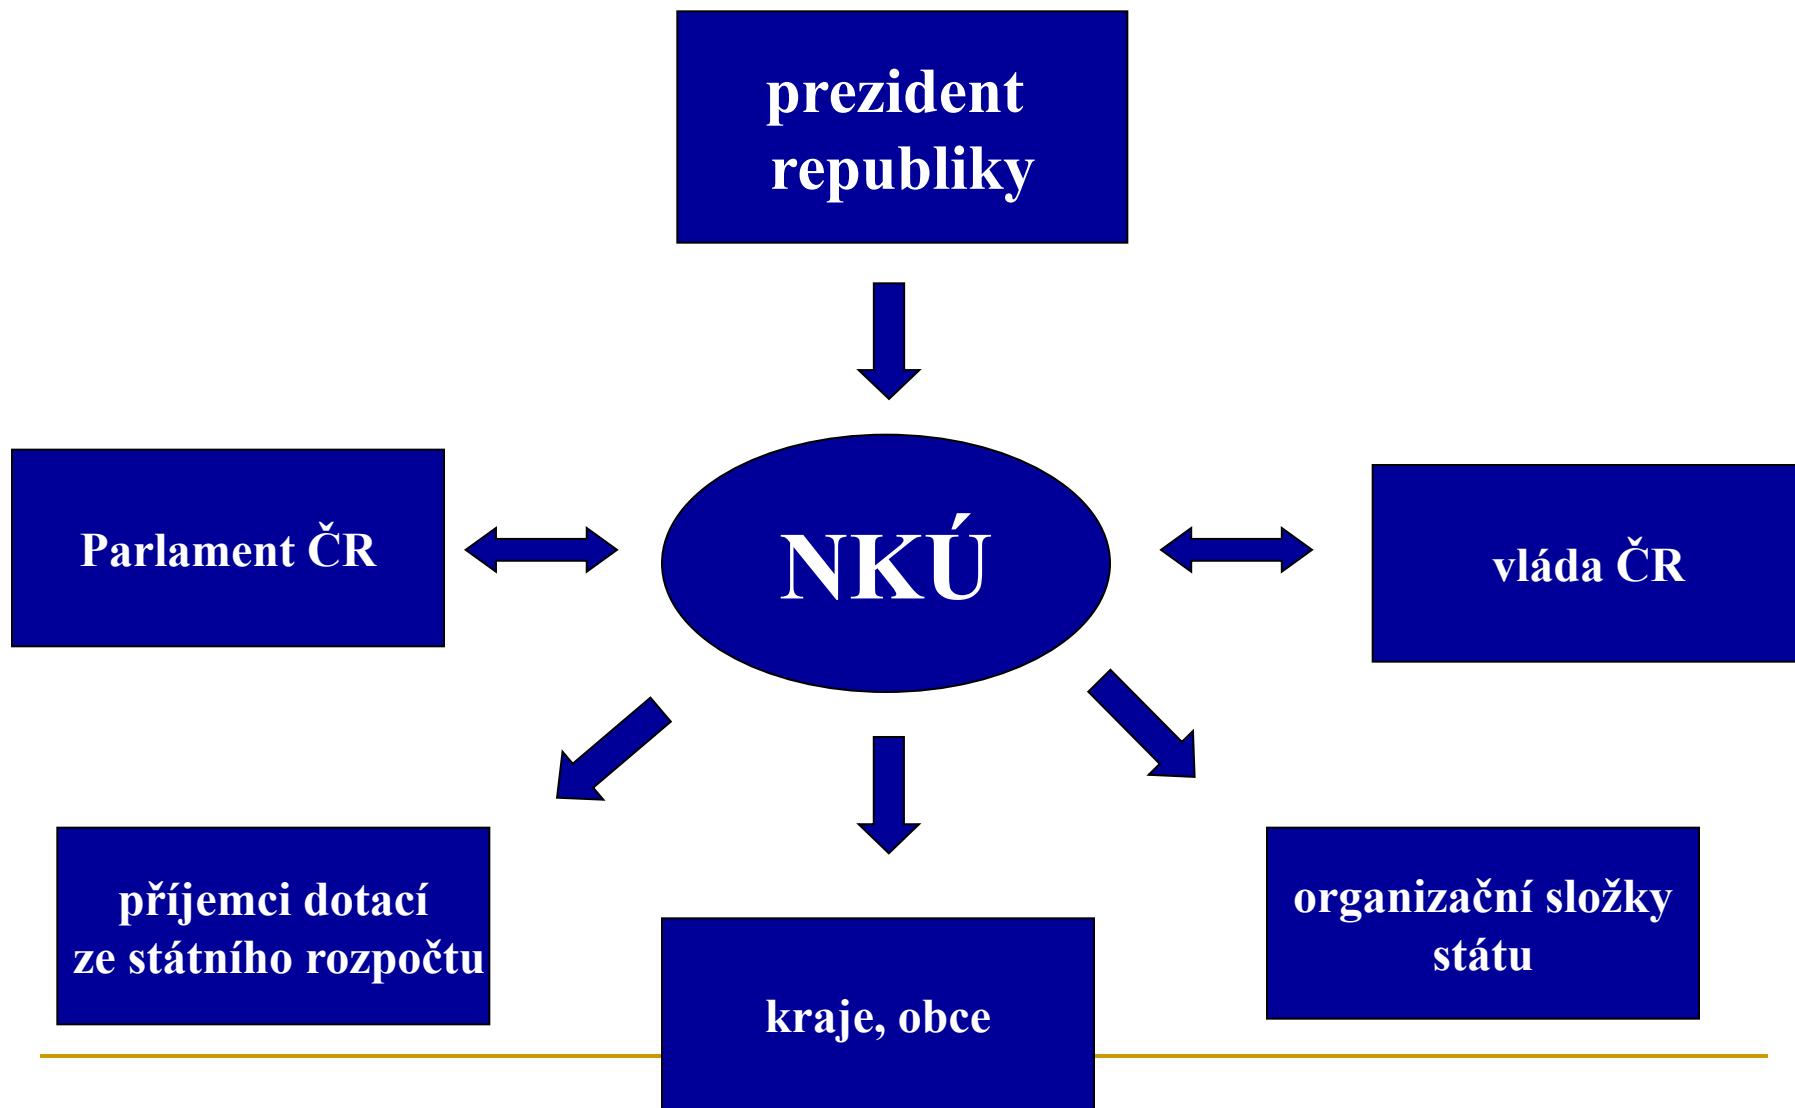 prezident
republiky
Parlament ČR
NKÚ
vláda ČR
příjemci dotací
ze státního rozpočtu
kraje, obce
organizační složky
státu